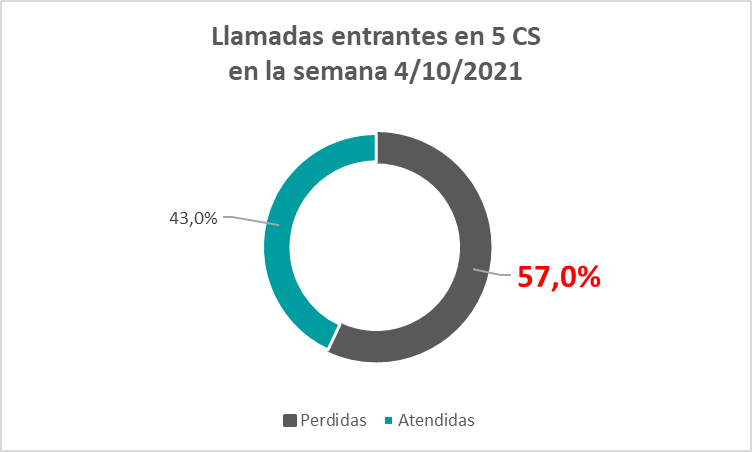 Llamadas entrantes en 5 CS
en la semana 4/10/2021
43,0%
57,0%
Perdidas
Atendidas